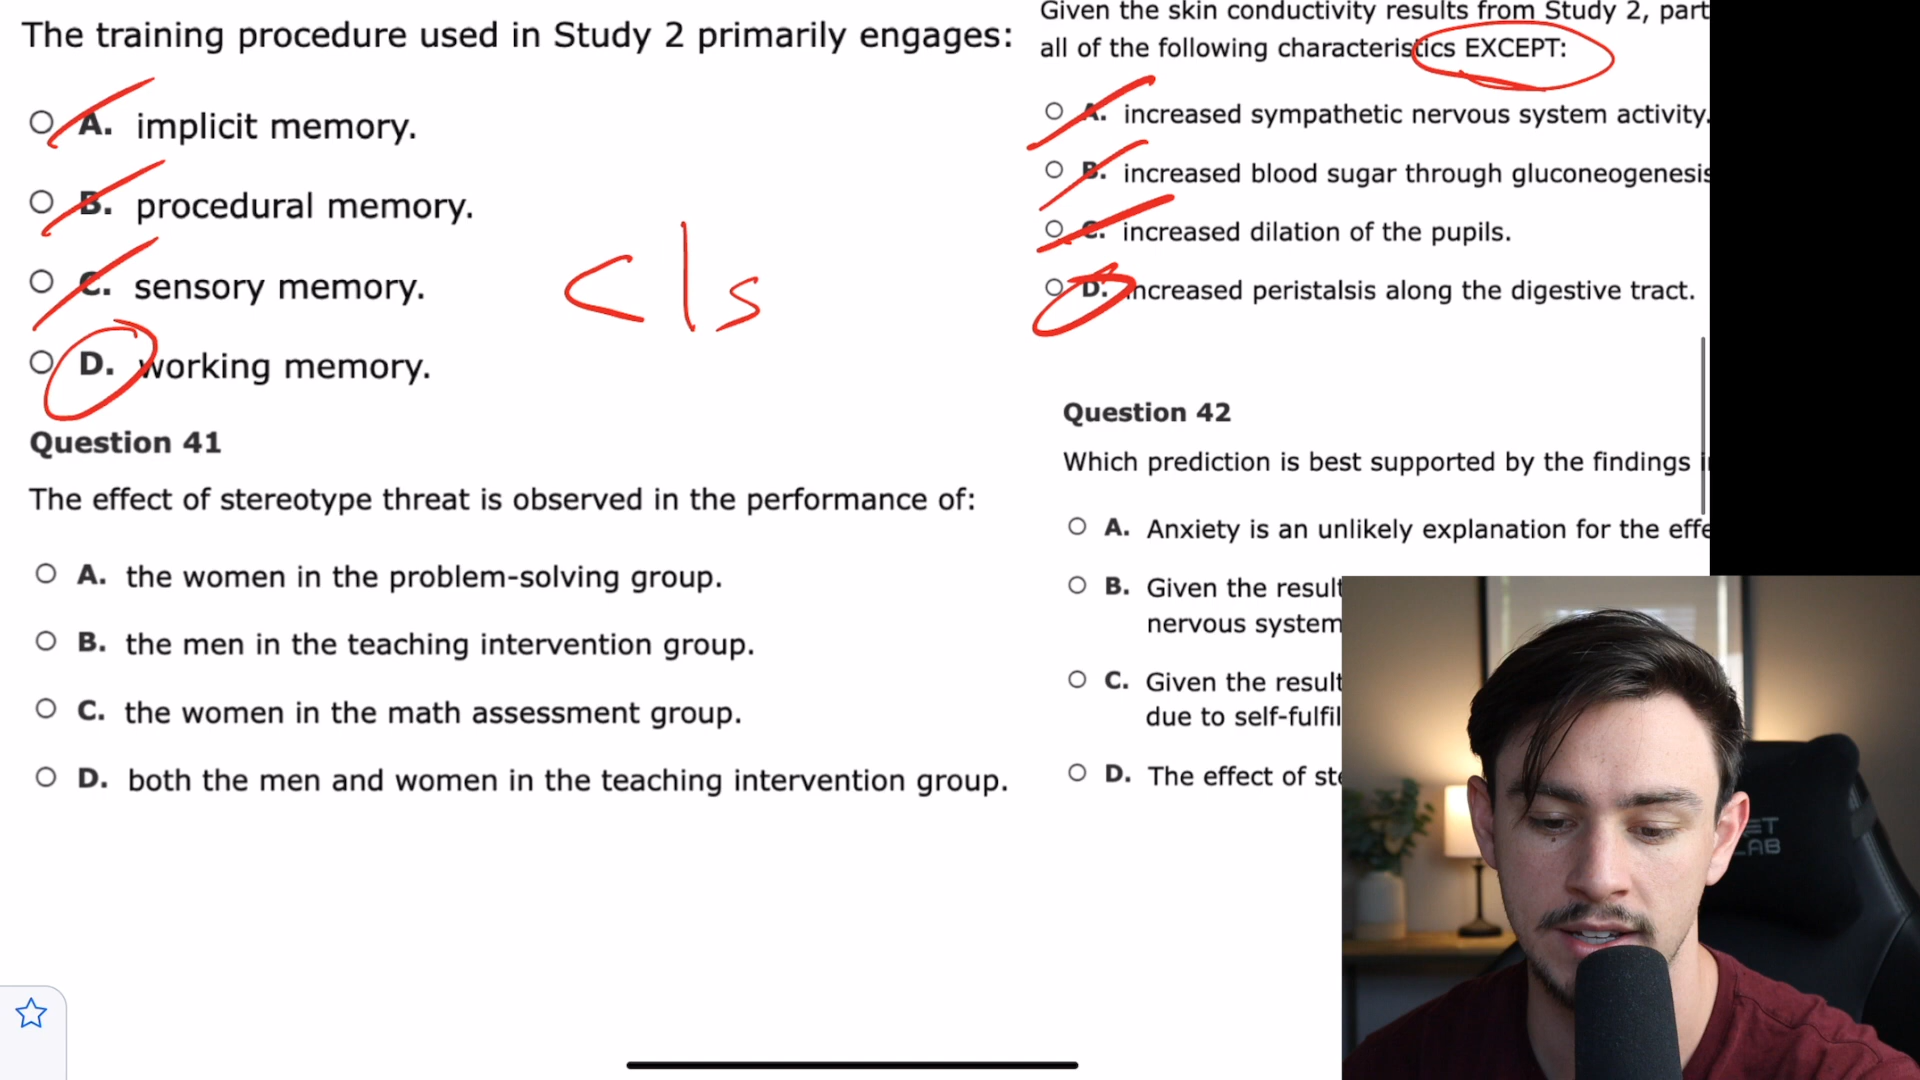 The training procedure used in Study 2 primarily engages:
A. implicit memory.
B. procedural memory.
C. sensory memory.
D. working memory.
<1s
Question 41
The effect of stereotype threat is observed in the performance of:
A. the women in the problem-solving group.
B. the men in the teaching intervention group.
C. the women in the math assessment group.
D. both the men and women in the teaching intervention group.
Given the skin conductivity results from Study 2, part
all of the following characteristics EXCEPT:
A. increased sympathetic nervous system activity.
B. increased blood sugar through gluconeogenesis
C. increased dilation of the pupils.
D. increased peristalsis along the digestive tract.
Question 42
Which prediction is best supported by the findings
A. Anxiety is an unlikely explanation for the effe
B. Given the result
nervous system
C. Given the result
due to self-fulfil
D. The effect of ste